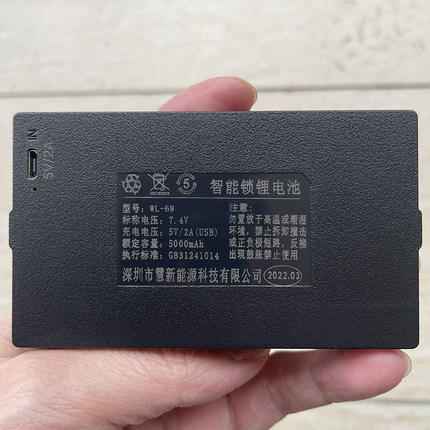 IN
5V/2A
5
智能锁锂电池
型号: WL-68
标称电压: 7.4V
充电电压: 5V/2A(USB)
额定容量: 5000mAh
执行标准: GB31241014
注意:
勿置放于高温或潮湿
环境, 禁止拆卸撞击
或正负极短路, 反接
出现鼓胀禁止使用
深圳市慧新能源科技有限公司
2022.03